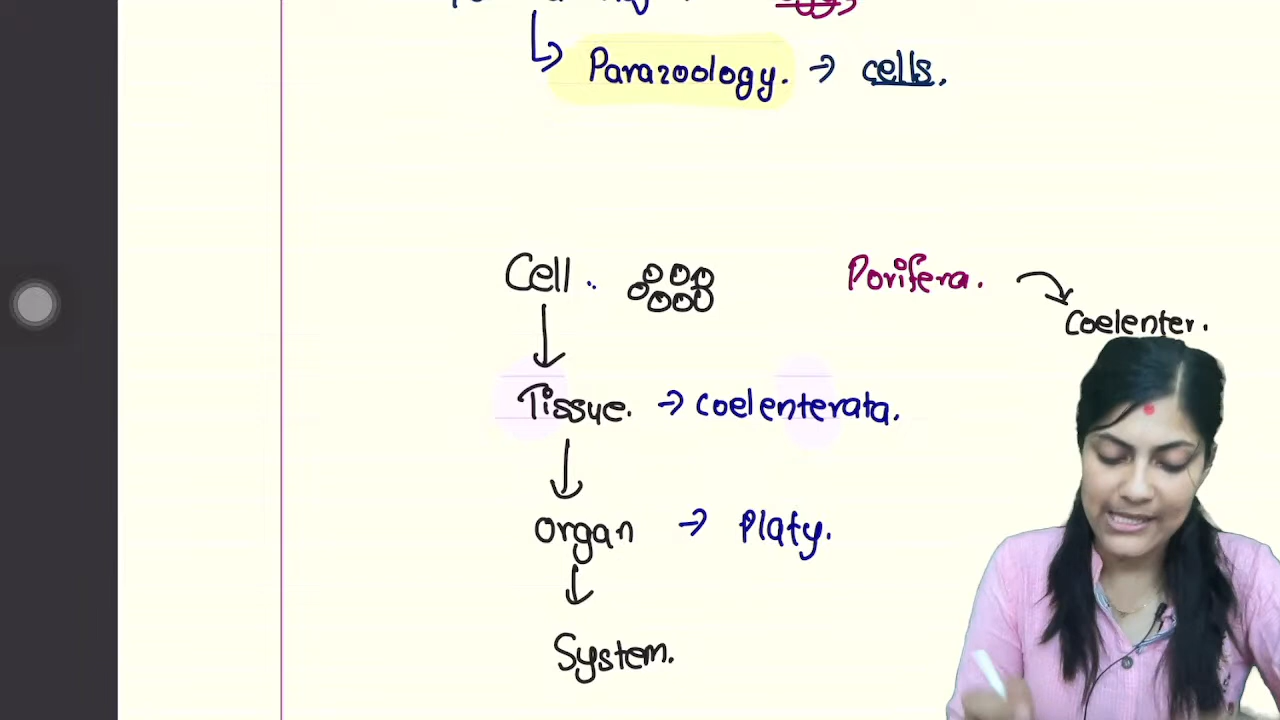 Parazoology. → cells.
Cell . Porifera.
Coelenter.
Tissue. → Coelenterata.
organ → Platy.
System.